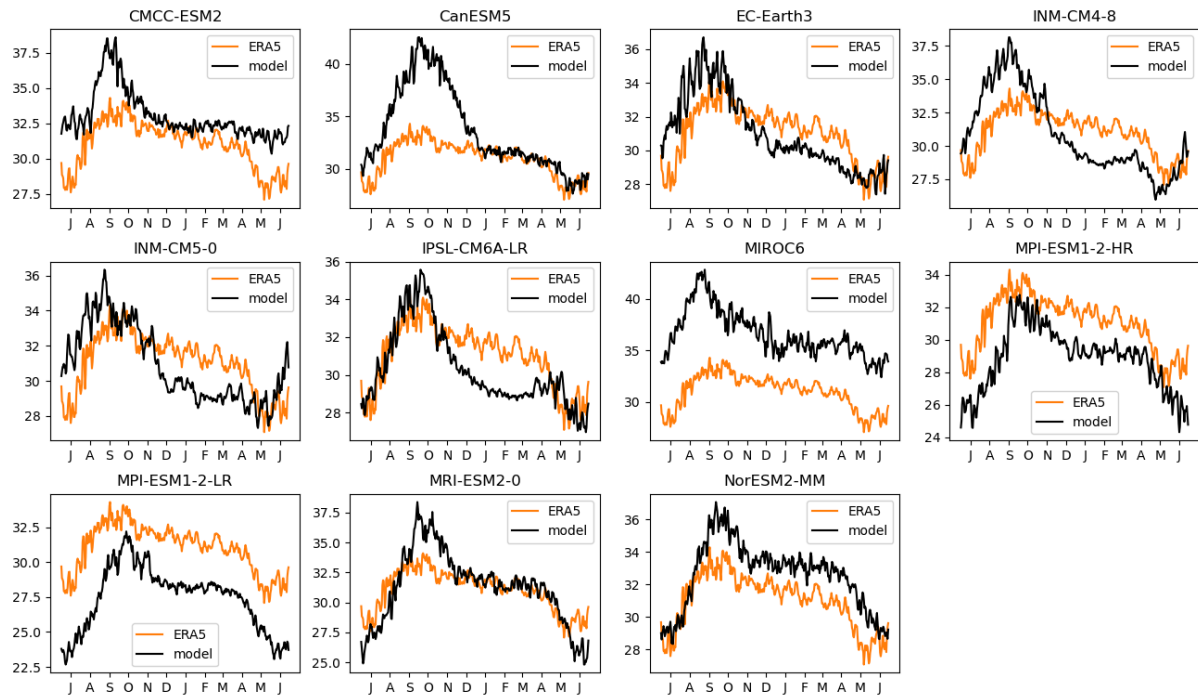 CMCC-ESM2
37.5
35.0
32.5
30.0
27.5
ERA5
model
J A S O N D J F M A M J
CanESM5
40
35
30
ERA5
model
J A S O N D J F M A M J
EC-Earth3
36
34
32
30
28
ERA5
model
J A S O N D J F M A M J
INM-CM4-8
37.5
35.0
32.5
30.0
27.5
ERA5
model
J A S O N D J F M A M J
INM-CM5-0
36
34
32
30
28
ERA5
model
J A S O N D J F M A M J
IPSL-CM6A-LR
36
34
32
30
28
ERA5
model
J A S O N D J F M A M J
MIROC6
40
35
30
ERA5
model
J A S O N D J F M A M J
MPI-ESM1-2-HR
34
32
30
28
26
24
ERA5
model
J A S O N D J F M A M J
MPI-ESM1-2-LR
32.5
30.0
27.5
25.0
22.5
ERA5
model
J A S O N D J F M A M J
MRI-ESM2-0
37.5
35.0
32.5
30.0
27.5
25.0
ERA5
model
J A S O N D J F M A M J
NorESM2-MM
36
34
32
30
28
ERA5
model
J A S O N D J F M A M J